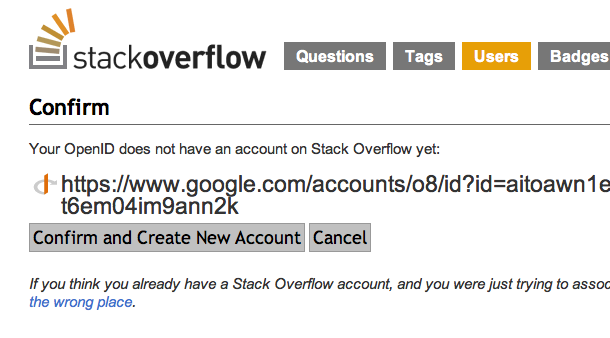 stackoverflow
Questions Tags Users Badges
Confirm
Your OpenID does not have an account on Stack Overflow yet:
https://www.google.com/accounts/o8/id?id=aitoawn1e
t6em04im9ann2k
Confirm and Create New Account Cancel
If you think you already have a Stack Overflow account, and you were just trying to assoc
the wrong place.